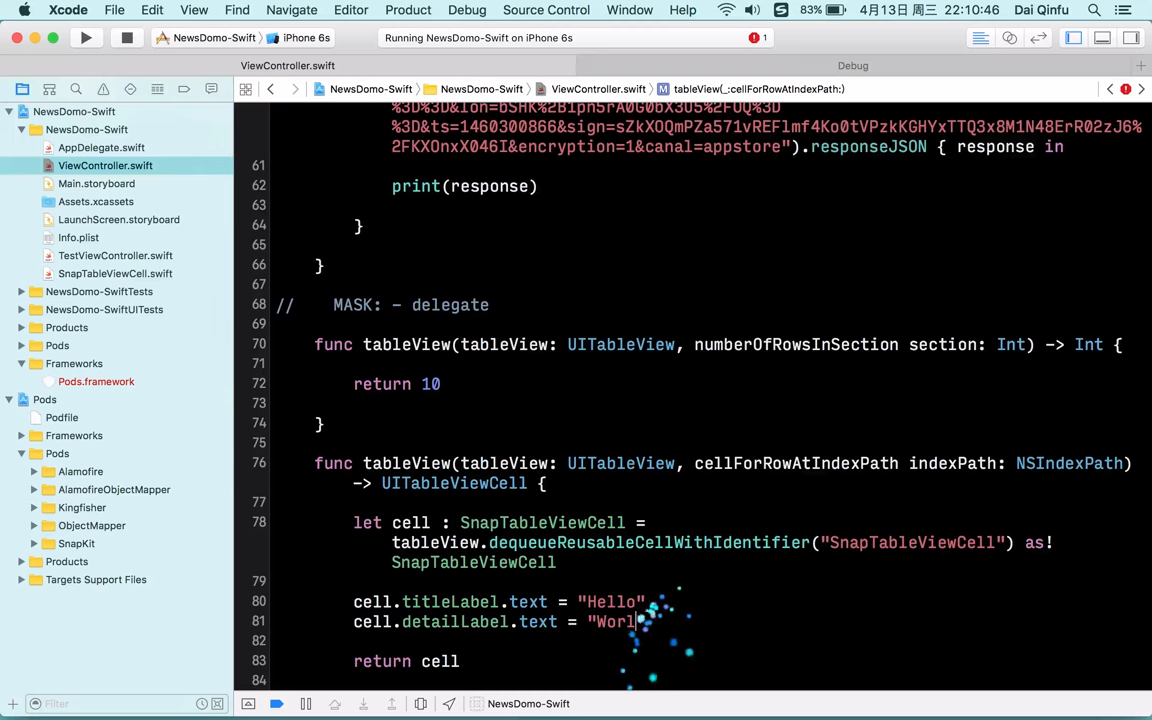 Xcode File Edit View Find Navigate Editor Product Debug Source Control Window Help 83% 4月13日 周三 22:10:46 Dai Qinfu
NewsDomo-Swift iPhone 6s Running NewsDomo-Swift on iPhone 6s 1
ViewController.swift Debug
NewsDomo-Swift NewsDomo-Swift ViewController.swift M tableView(_:cellForRowAtIndexPath:)
NewsDomo-Swift
NewsDomo-Swift
AppDelegate.swift
ViewController.swift
Main.storyboard
Assets.xcassets
LaunchScreen.storyboard
Info.plist
TestViewController.swift
SnapTableViewCell.swift
NewsDomo-SwiftTests
NewsDomo-SwiftUITests
Products
Pods
Frameworks
Pods.framework
Pods
Podfile
Frameworks
Pods
Alamofire
AlamofireObjectMapper
Kingfisher
ObjectMapper
SnapKit
Products
Targets Support Files
Filter
%3D%3D&ts=1460300866&sign=sZkXOQmPZa571vREFlmf4Ko0tVPzkKGHYxTTQ3x8M1N48ErR02zJ6%
2FKXOnxX046I&encryption=1&canal=appstore").responseJSON { response in
61
62 print(response)
63
64 }
65
66 }
67
68 // MASK: - delegate
69
70 func tableView(tableView: UITableView, numberOfRowsInSection section: Int) -> Int {
71
72 return 10
73
74 }
75
76 func tableView(tableView: UITableView, cellForRowAtIndexPath indexPath: NSIndexPath)
-> UITableViewCell {
77
78 let cell : SnapTableViewCell =
tableView.dequeueReusableCellWithIdentifier("SnapTableViewCell") as!
SnapTableViewCell
79
80 cell.titleLabel.text = "Hello"
81 cell.detailLabel.text = "Worl
82
83 return cell
84
NewsDomo-Swift